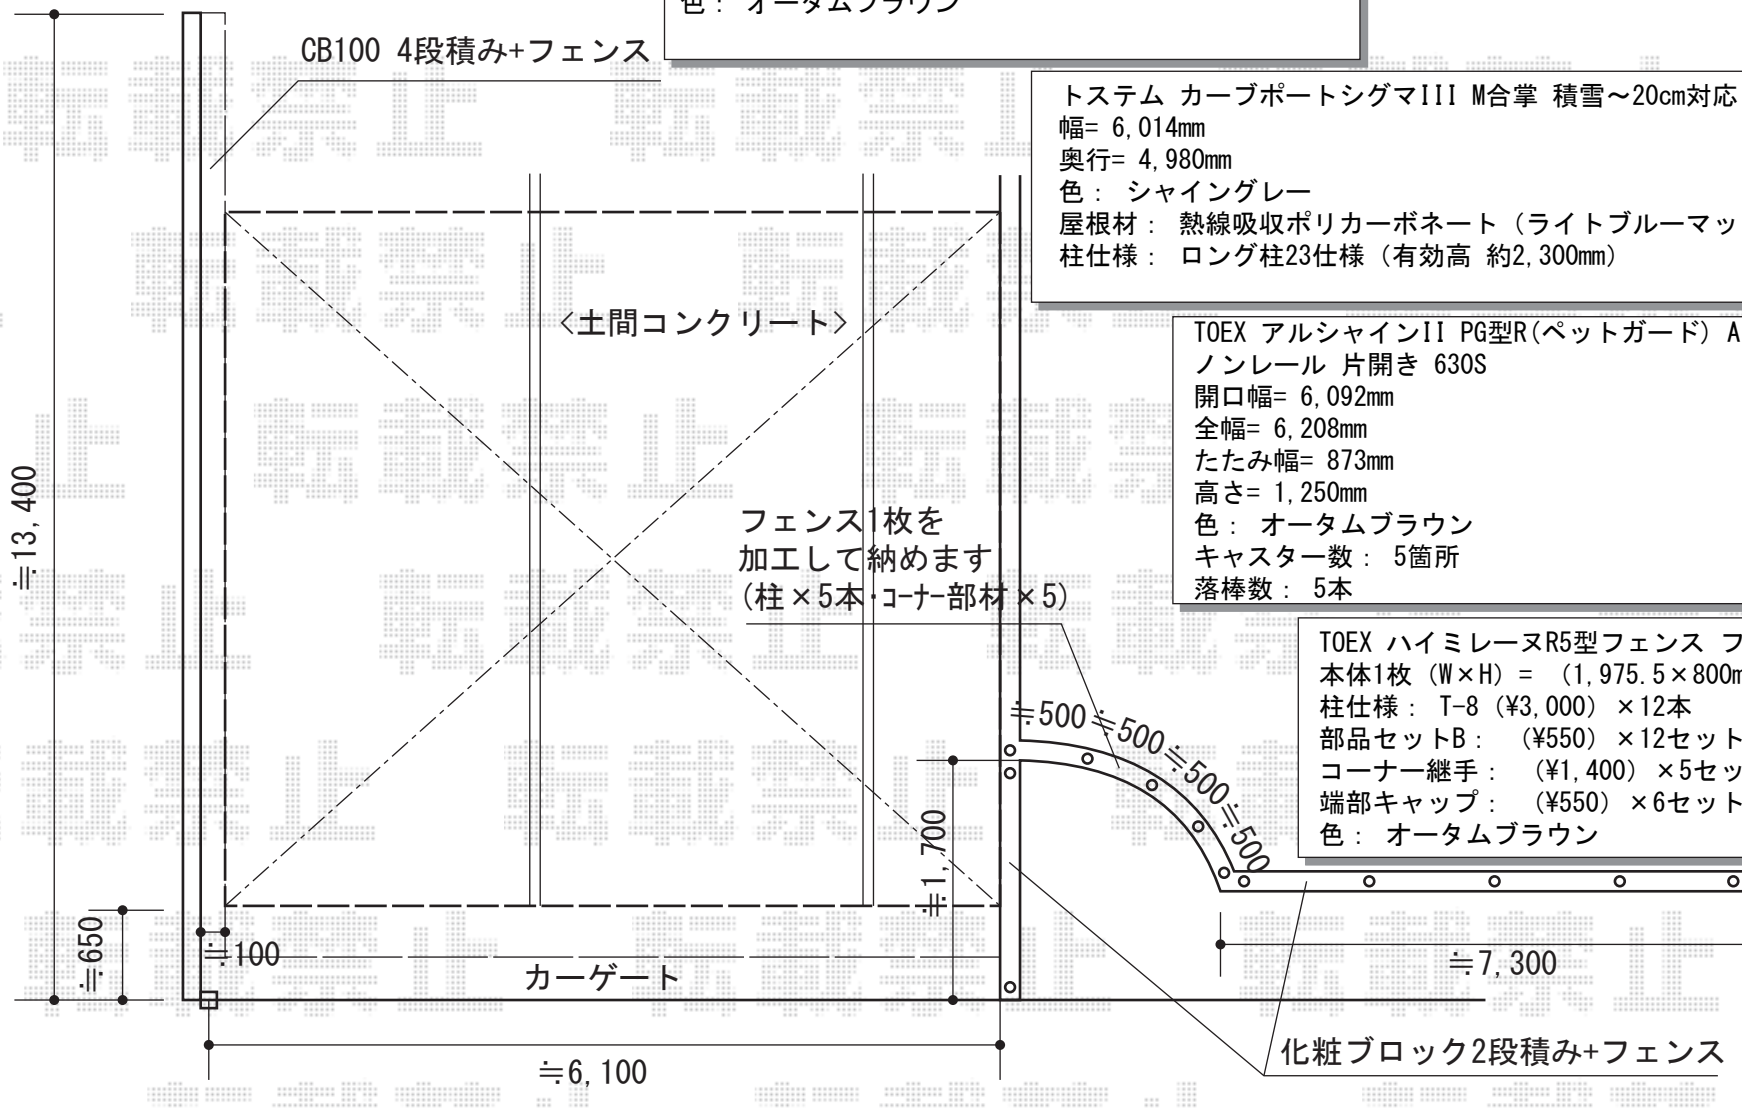 色： オータムブラウン
CB100 4段積み+フェンス
トステム カーブポートシグマIII M合掌 積雪～20cm対応
幅= 6,014mm
奥行= 4,980mm
色： シャイングレー
屋根材： 熱線吸収ポリカーボネート（ライトブルーマッ
柱仕様： ロング柱23仕様（有効高 約2,300mm）
〈土間コンクリート〉
TOEX アルシャインII PG型R(ペットガード) A
ノンレール 片開き 630S
開口幅= 6,092mm
全幅= 6,208mm
たたみ幅= 873mm
高さ= 1,250mm
色： オータムブラウン
キャスター数： 5箇所
落棒数： 5本
≒13,400
フェンス1枚を
加工して納めます
(柱×5本･ｺｰﾅｰ部材×5)
TOEX ハイミレーヌR5型フェンス フ
本体1枚（W×H）= （1,975.5×800m
柱仕様： T-8（¥3,000）×12本
部品セットB： （¥550）×12セット
コーナー継手： （¥1,400）×5セッ
端部キャップ： （¥550）×6セット
色： オータムブラウン
≒500
≒500
≒500
≒500
≒1,700
≒650
≒100
カーゲート
≒7,300
≒6,100
化粧ブロック2段積み+フェンス
転載禁止